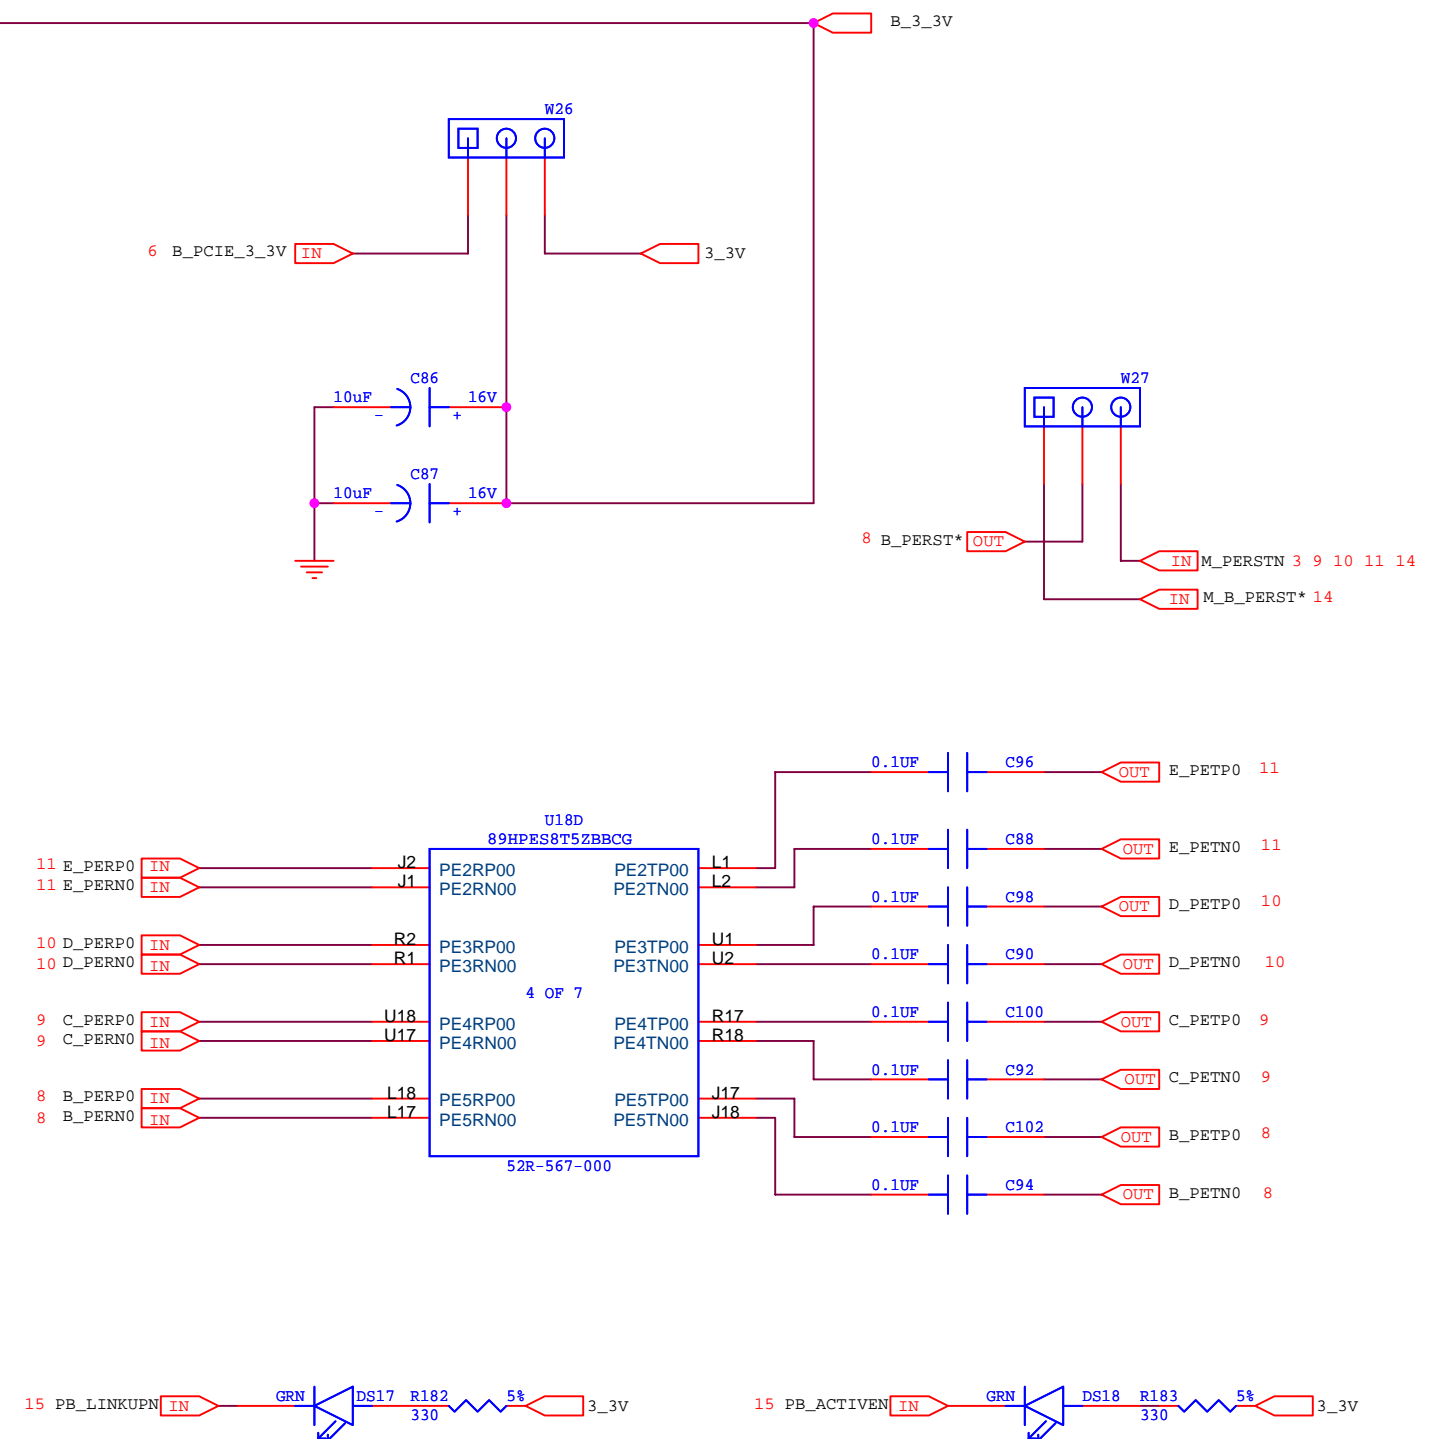 B_3_3V
W26
6 B_PCIE_3_3V IN
3_3V
C86
10uF 16V
- +
C87
10uF 16V
- +
W27
8 B_PERST* OUT
IN M_PERSTN 3 9 10 11 14
IN M_B_PERST* 14
0.1UF C96 OUT E_PETP0 11
U18D
89HPES8T5ZBBCG
0.1UF C88 OUT E_PETN0 11
11 E_PERP0 IN J2 PE2RP00 PE2TP00 L1
11 E_PERN0 IN J1 PE2RN00 PE2TN00 L2
0.1UF C98 OUT D_PETP0 10
10 D_PERP0 IN R2 PE3RP00 PE3TP00 U1
10 D_PERN0 IN R1 PE3RN00 PE3TN00 U2 0.1UF C90 OUT D_PETN0 10
4 OF 7
9 C_PERP0 IN U18 PE4RP00 PE4TP00 R17 0.1UF C100 OUT C_PETP0 9
9 C_PERN0 IN U17 PE4RN00 PE4TN00 R18
0.1UF C92 OUT C_PETN0 9
8 B_PERP0 IN L18 PE5RP00 PE5TP00 J17
8 B_PERN0 IN L17 PE5RN00 PE5TN00 J18
0.1UF C102 OUT B_PETP0 8
52R-567-000
0.1UF C94 OUT B_PETN0 8
15 PB_LINKUPN IN GRN DS17 R182 5% 3_3V
330
15 PB_ACTIVEN IN GRN DS18 R183 5% 3_3V
330